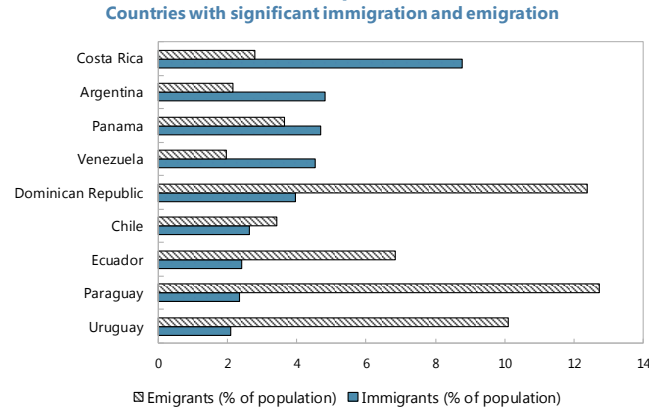 Countries with significant immigration and emigration
Costa Rica
Argentina
Panama
Venezuela
Dominican Republic
Chile
Ecuador
Paraguay
Uruguay
0 2 4 6 8 10 12 14
Emigrants (% of population) Immigrants (% of population)